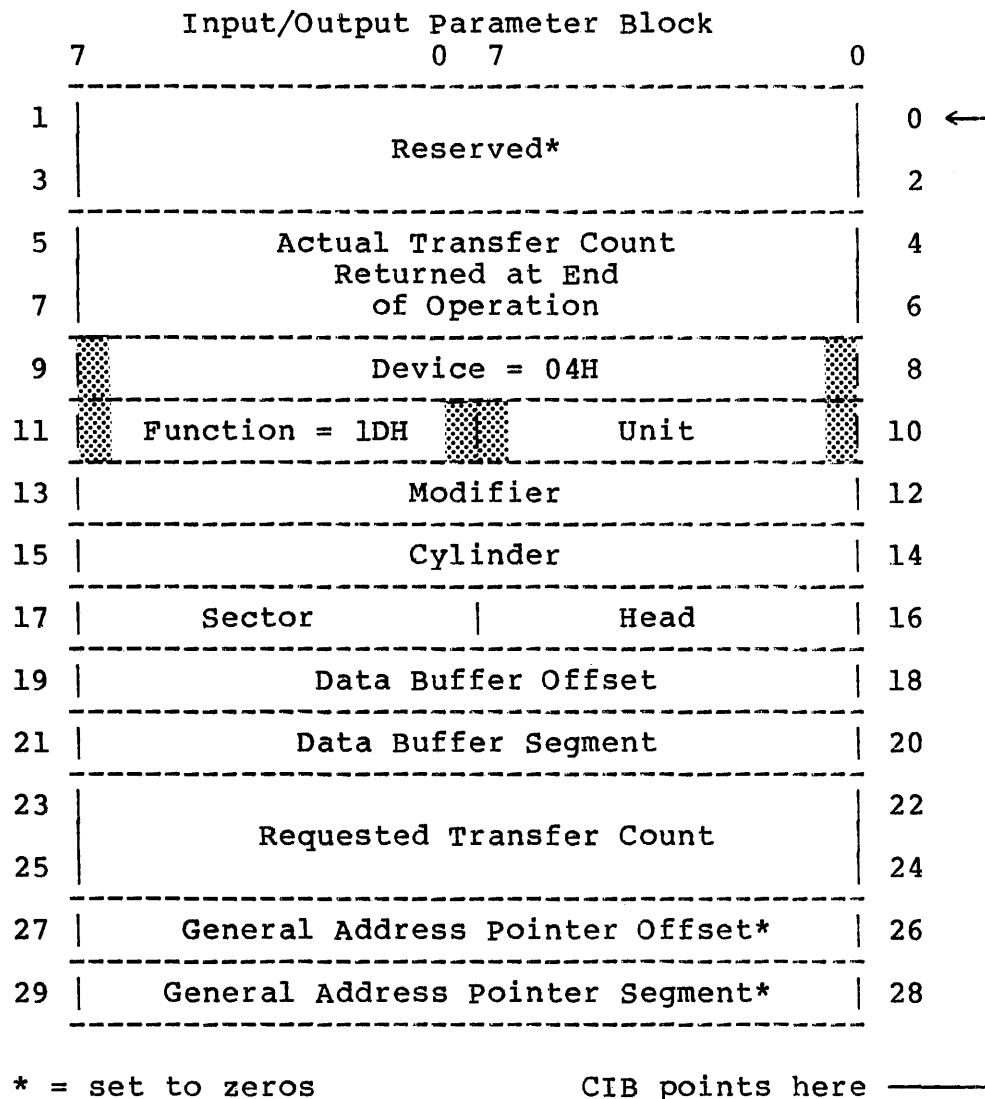 Input/Output Parameter Block
7 0 7 0
1 0
Reserved*
3 2
5 Actual Transfer Count 4
Returned at End
7 of Operation 6
9 Device = 04H 8
11 Function = 1DH Unit 10
13 Modifier 12
15 Cylinder 14
17 Sector Head 16
19 Data Buffer Offset 18
21 Data Buffer Segment 20
23 22
Requested Transfer Count
25 24
27 General Address Pointer Offset* 26
29 General Address Pointer Segment* 28
* = set to zeros CIB points here